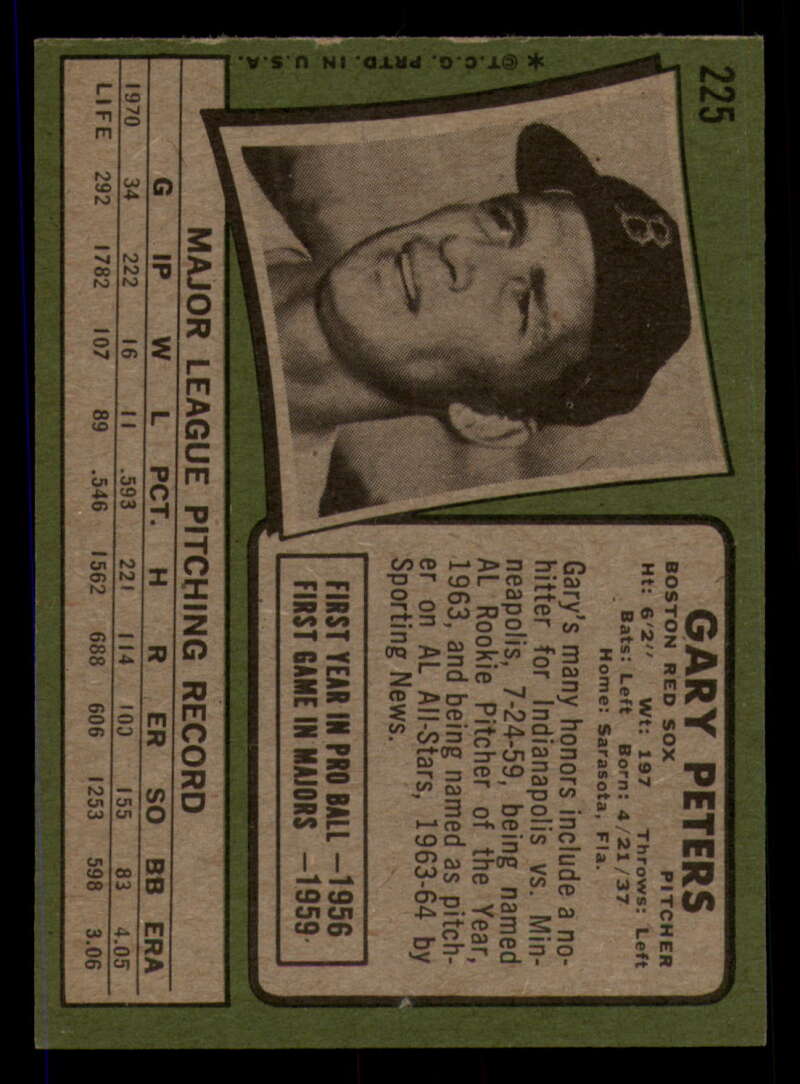 225
* ©T.C.G. PRTD. IN U.S.A.
B
GARY PETERS
BOSTON RED SOX PITCHER
Ht: 6'2" Wt: 197 Throws: Left
Bats: Left Born: 4/21/37
Home: Sarasota, Fla.
Gary's many honors include a no-
hitter for Indianapolis vs. Min-
neapolis, 7-24-59, being named
AL Rookie Pitcher of the Year,
1963, and being named as pitch-
er on AL All-Stars, 1963-64 by
Sporting News.
FIRST YEAR IN PRO BALL —1956
FIRST GAME IN MAJORS —1959
MAJOR LEAGUE PITCHING RECORD
G IP W L PCT. H R ER SO BB ERA
1970 34 222 16 11 .593 221 114 100 155 83 4.05
LIFE 292 1782 107 89 .546 1562 688 606 1253 598 3.06